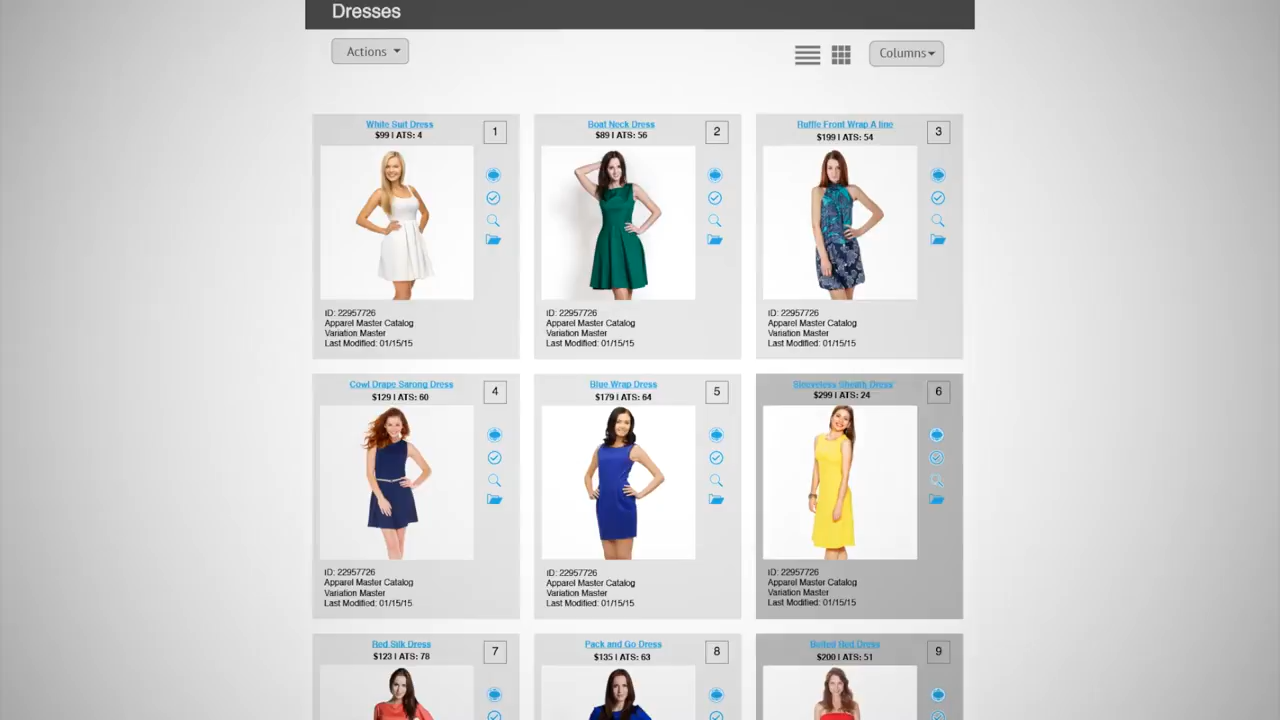 Dresses
Actions
Columns
White Suit Dress
$99 | ATS: 4
1
ID: 22957726
Apparel Master Catalog
Variation Master
Last Modified: 01/15/15
Boat Neck Dress
$89 | ATS: 56
2
ID: 22957726
Apparel Master Catalog
Variation Master
Last Modified: 01/15/15
Ruffle Front Wrap A line
$199 | ATS: 54
3
ID: 22957726
Apparel Master Catalog
Variation Master
Last Modified: 01/15/15
Cowl Drape Sarong Dress
$129 | ATS: 60
4
ID: 22957726
Apparel Master Catalog
Variation Master
Last Modified: 01/15/15
Blue Wrap Dress
$179 | ATS: 64
5
ID: 22957726
Apparel Master Catalog
Variation Master
Last Modified: 01/15/15
Sleeveless Sheath Dress
$299 | ATS: 24
6
ID: 22957726
Apparel Master Catalog
Variation Master
Last Modified: 01/15/15
Red Silk Dress
$123 | ATS: 78
7
Pack and Go Dress
$135 | ATS: 63
8
Belted Red Dress
$200 | ATS: 51
9